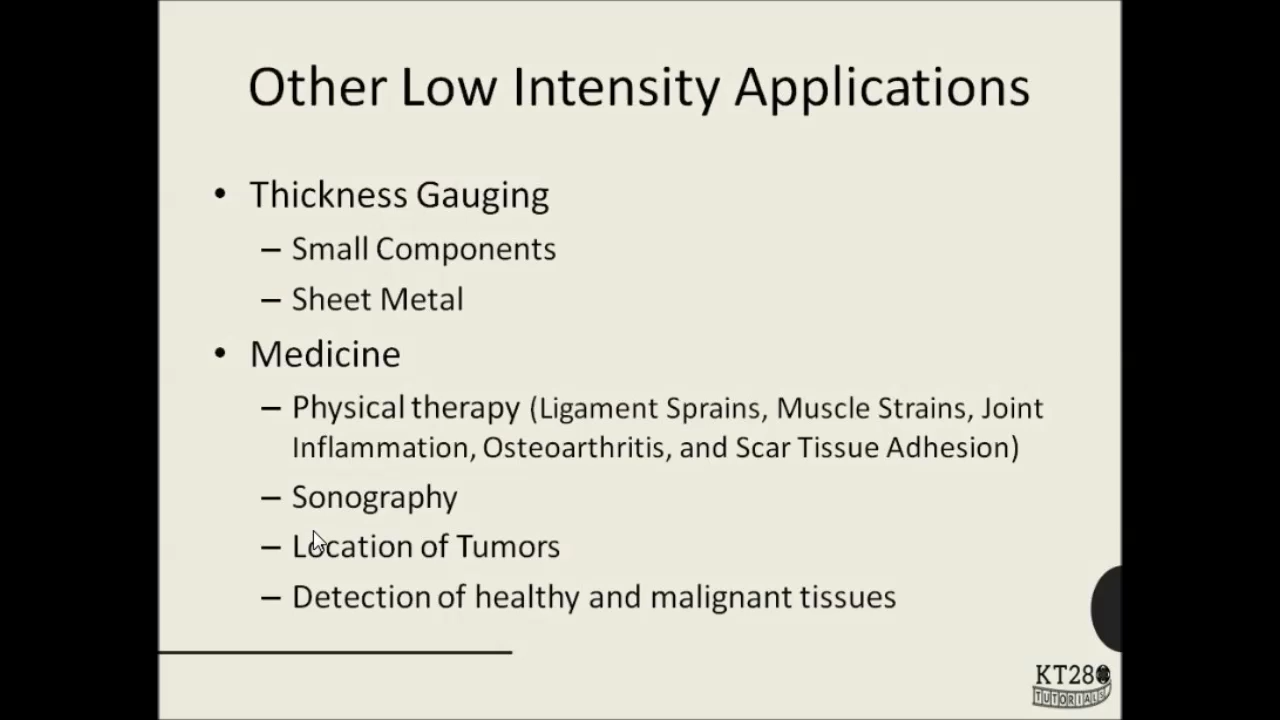 Other Low Intensity Applications
• Thickness Gauging
– Small Components
– Sheet Metal
• Medicine
– Physical therapy (Ligament Sprains, Muscle Strains, Joint
Inflammation, Osteoarthritis, and Scar Tissue Adhesion)
– Sonography
– Location of Tumors
– Detection of healthy and malignant tissues
KT280
TUTORIALS